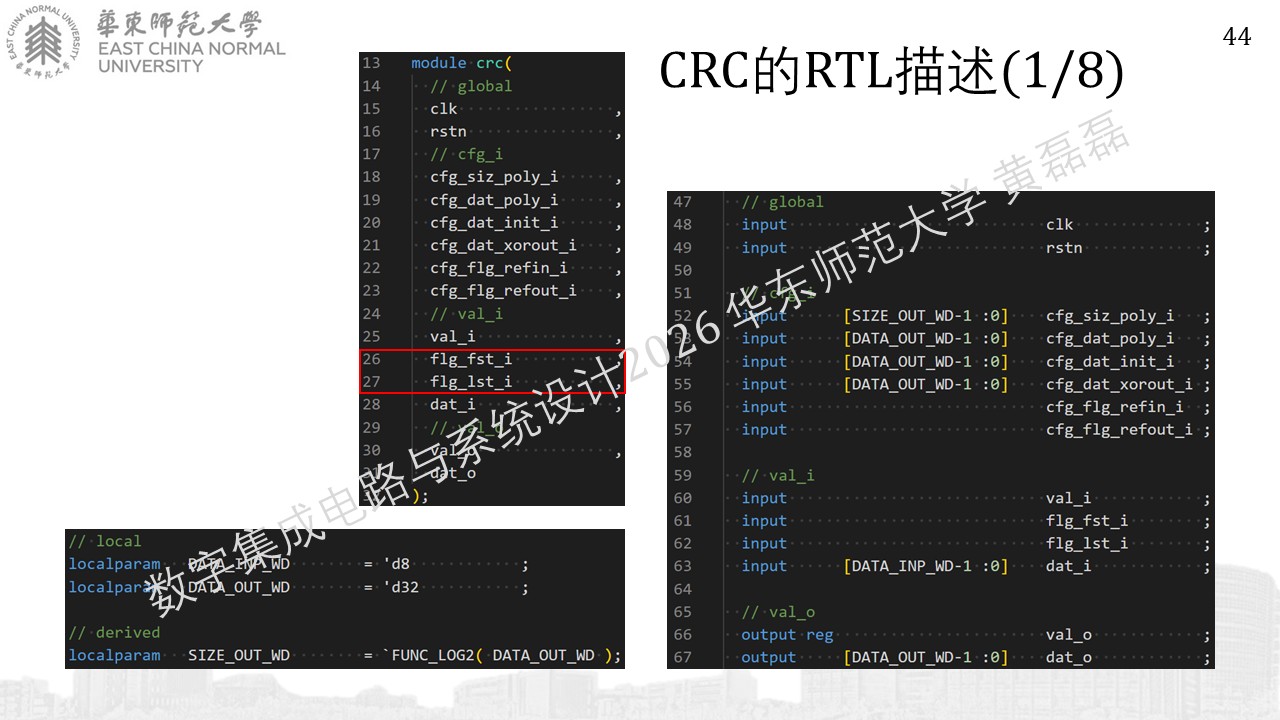 華東師範大學
EAST CHINA NORMAL
UNIVERSITY
44
CRC的RTL描述(1/8)
13 module crc(
14 // global
15 clk ,
16 rstn ,
17 // cfg_i
18 cfg_siz_poly_i ,
19 cfg_dat_poly_i ,
20 cfg_dat_init_i ,
21 cfg_dat_xorout_i ,
22 cfg_flg_refin_i ,
23 cfg_flg_refout_i ,
24 // val_i
25 val_i ,
26 flg_fst_i ,
27 flg_lst_i ,
28 dat_i ,
29 // val_o
30 val_o ,
31 dat_o
);
// local
localparam DATA_INP_WD = 'd8 ;
localparam DATA_OUT_WD = 'd32 ;
// derived
localparam SIZE_OUT_WD = `FUNC_LOG2( DATA_OUT_WD );
47 // global
48 input clk ;
49 input rstn ;
50
51 // cfg_i
52 input [SIZE_OUT_WD-1 :0] cfg_siz_poly_i ;
53 input [DATA_OUT_WD-1 :0] cfg_dat_poly_i ;
54 input [DATA_OUT_WD-1 :0] cfg_dat_init_i ;
55 input [DATA_OUT_WD-1 :0] cfg_dat_xorout_i ;
56 input cfg_flg_refin_i ;
57 input cfg_flg_refout_i ;
58
59 // val_i
60 input val_i ;
61 input flg_fst_i ;
62 input flg_lst_i ;
63 input [DATA_INP_WD-1 :0] dat_i ;
64
65 // val_o
66 output reg val_o ;
67 output [DATA_OUT_WD-1 :0] dat_o ;
数字集成电路与系统设计2026 华东师范大学 黄磊磊